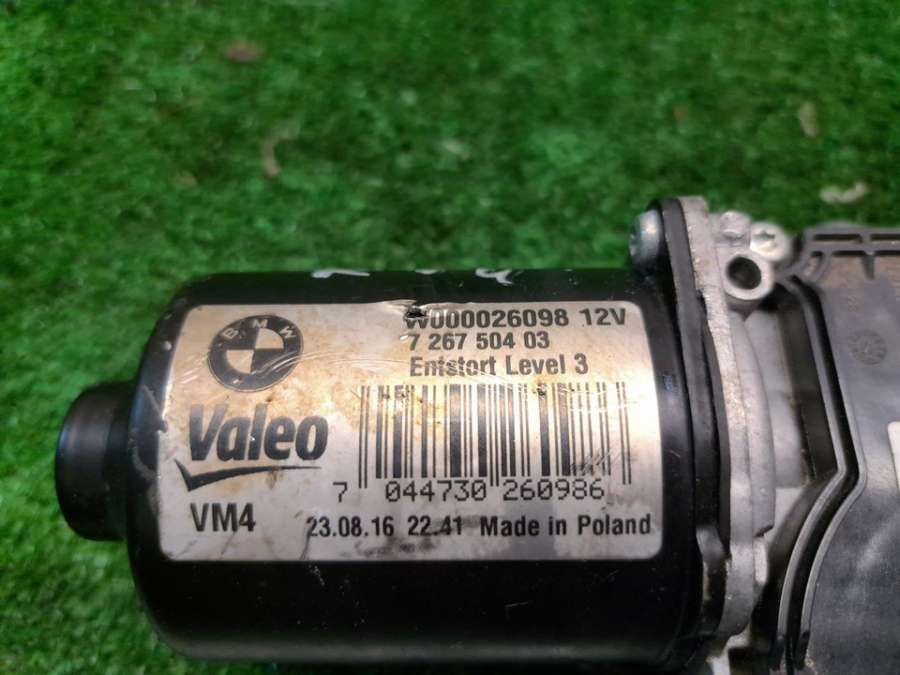 W000026098 12V
7 267 504 03
Entstort Level 3
BMW
Valeo
7 044730 260986
VM4
23.08.16 22.41 Made in Poland